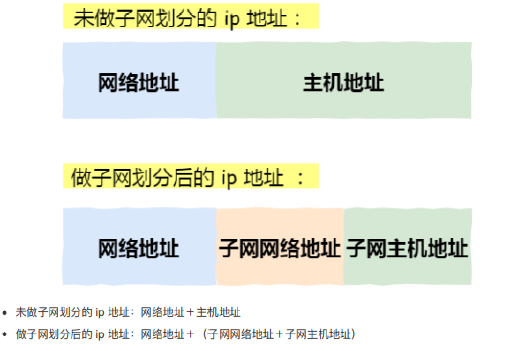 未做子网划分的 ip 地址：
网络地址 主机地址
做子网划分后的 ip 地址 ：
网络地址 子网网络地址 子网主机地址
• 未做子网划分的 ip 地址：网络地址＋主机地址
• 做子网划分后的 ip 地址：网络地址＋（子网网络地址＋子网主机地址）